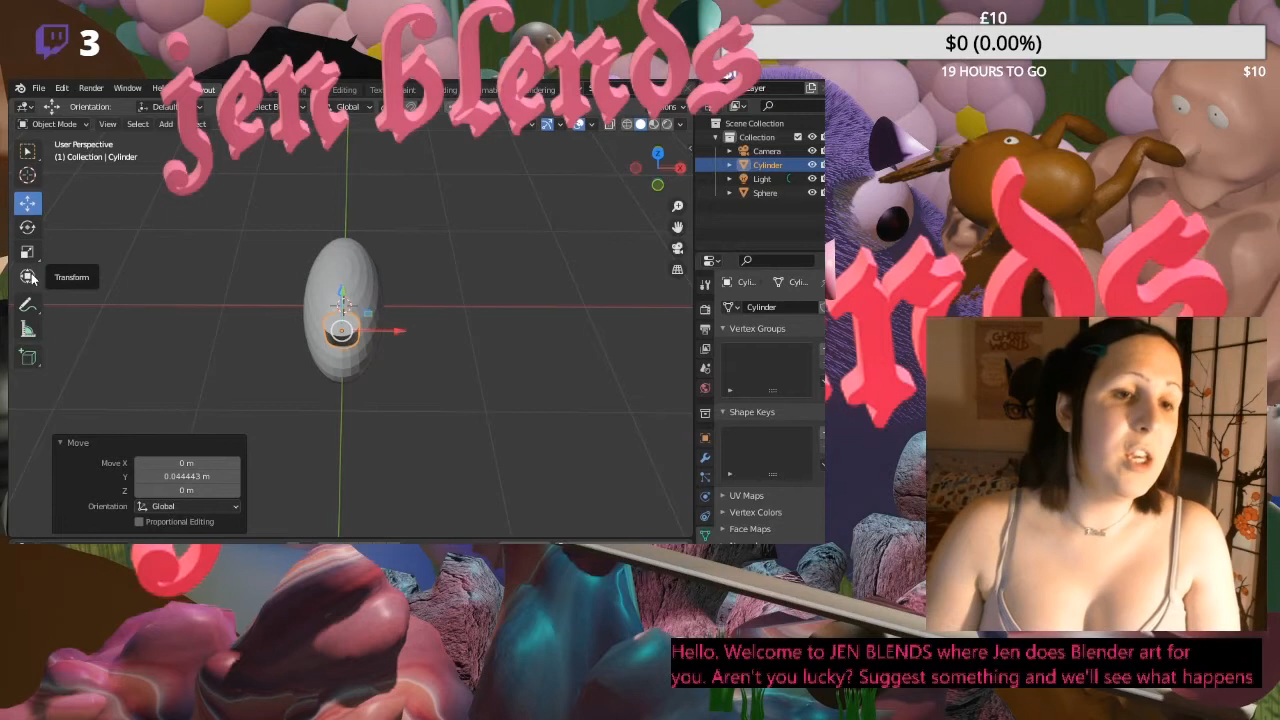 3
jen blends
£10
$0 (0.00%)
19 HOURS TO GO
$10
File
Edit
Render
Window
Orientation:
Global
Object Mode
View
Select
Add
User Perspective
(1) Collection | Cylinder
Transform
Z
X
Scene Collection
Collection
Camera
Cylinder
Light
Sphere
Cyli...
Cyli...
Cylinder
Vertex Groups
Shape Keys
UV Maps
Vertex Colors
Face Maps
Move
Move X
0 m
Y
0.044443 m
Z
0 m
Orientation
Global
Proportional Editing
Hello. Welcome to JEN BLENDS where Jen does Blender art for
you. Aren't you lucky? Suggest something and we'll see what happens